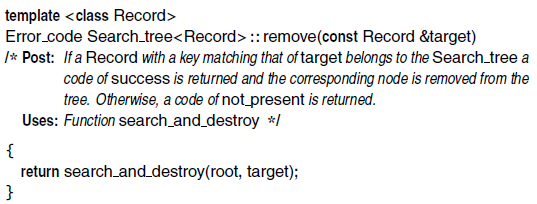 template <class Record>
Error_code Search_tree<Record> :: remove(const Record &target)
/* Post: If a Record with a key matching that of target belongs to the Search_tree a
code of success is returned and the corresponding node is removed from the
tree. Otherwise, a code of not_present is returned.
Uses: Function search_and_destroy */
{
return search_and_destroy(root, target);
}